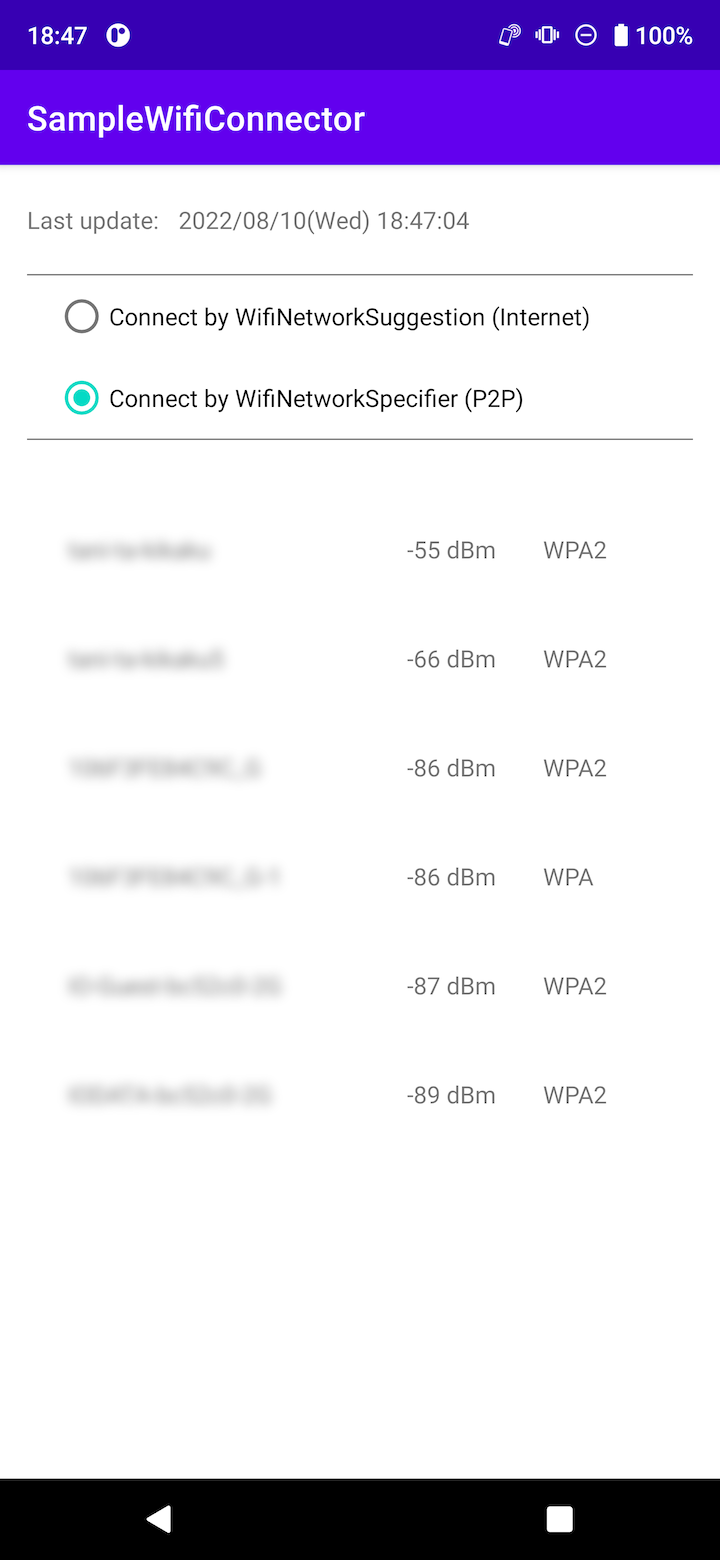 18:47 100%
SampleWifiConnector
Last update: 2022/08/10(Wed) 18:47:04
Connect by WifiNetworkSuggestion (Internet)
Connect by WifiNetworkSpecifier (P2P)
-55 dBm WPA2
-66 dBm WPA2
-86 dBm WPA2
-86 dBm WPA
-87 dBm WPA2
-89 dBm WPA2